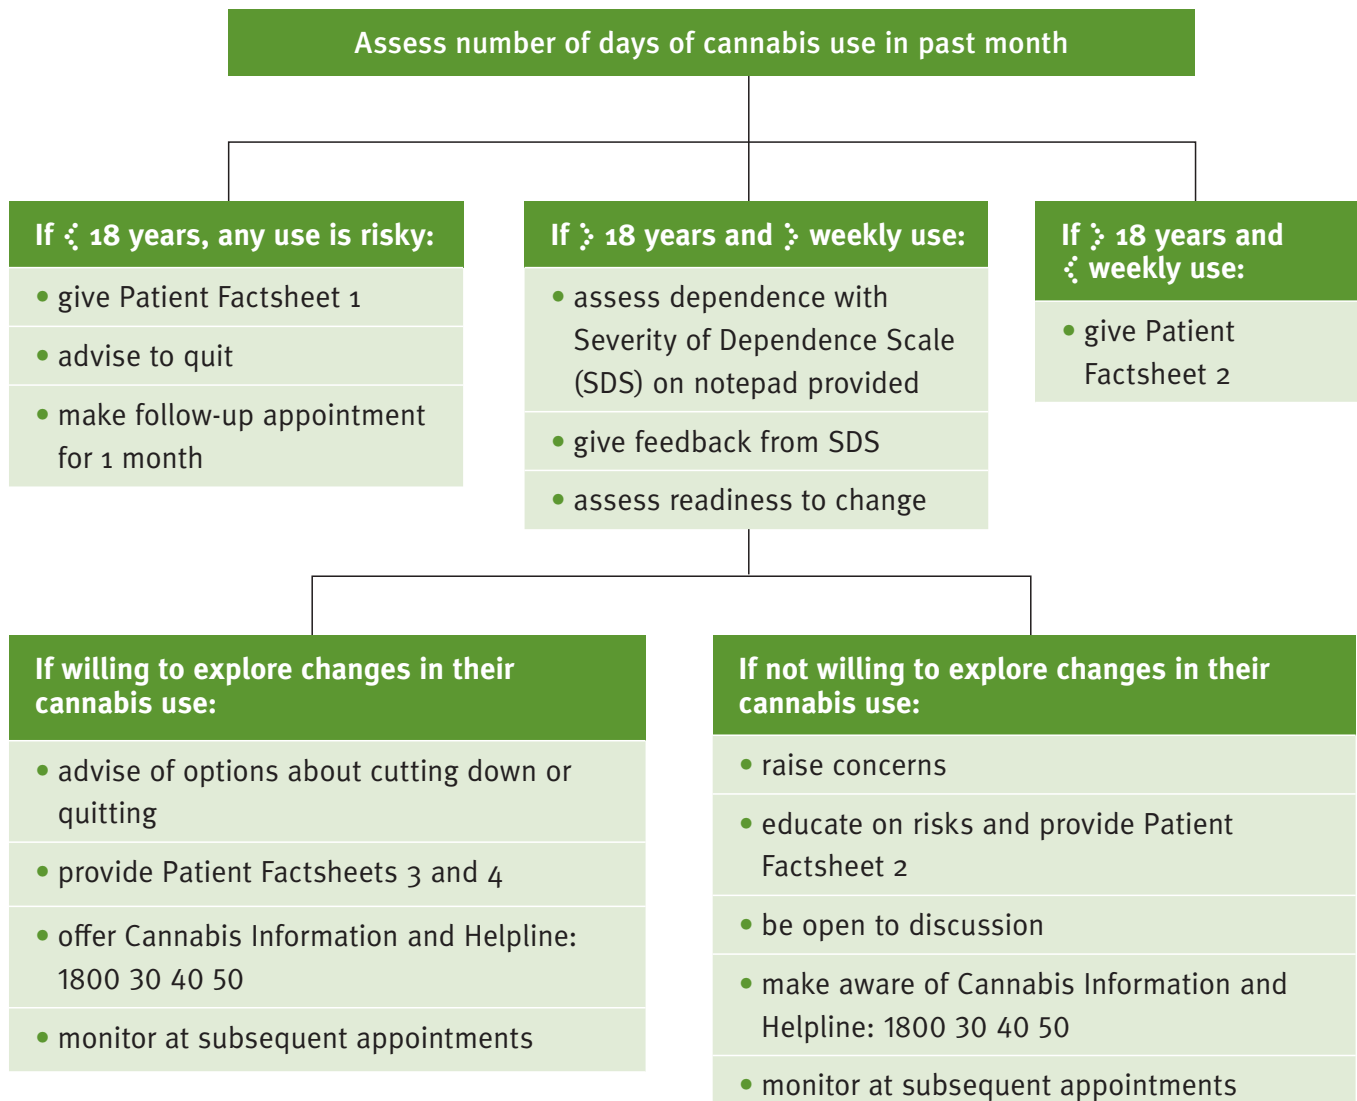 Assess number of days of cannabis use in past month
If < 18 years, any use is risky:
• give Patient Factsheet 1
• advise to quit
• make follow-up appointment
for 1 month
If > 18 years and > weekly use:
• assess dependence with
Severity of Dependence Scale
(SDS) on notepad provided
• give feedback from SDS
• assess readiness to change
If > 18 years and
< weekly use:
• give Patient
Factsheet 2
If willing to explore changes in their
cannabis use:
• advise of options about cutting down or
quitting
• provide Patient Factsheets 3 and 4
• offer Cannabis Information and Helpline:
1800 30 40 50
• monitor at subsequent appointments
If not willing to explore changes in their
cannabis use:
• raise concerns
• educate on risks and provide Patient
Factsheet 2
• be open to discussion
• make aware of Cannabis Information and
Helpline: 1800 30 40 50
• monitor at subsequent appointments